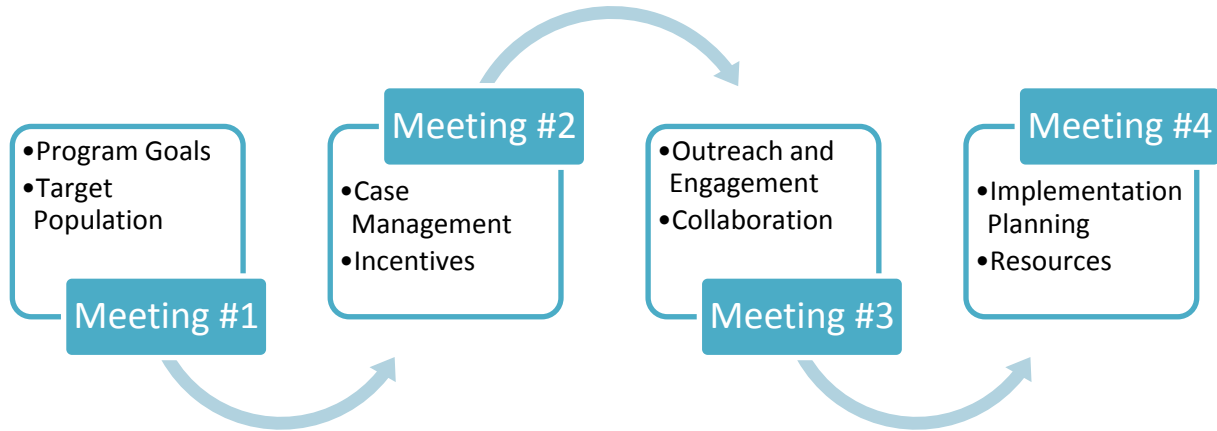 •Program Goals
•Target
Population
Meeting #1
Meeting #2
•Case
Management
•Incentives
•Outreach and
Engagement
•Collaboration
Meeting #3
Meeting #4
•Implementation
Planning
•Resources